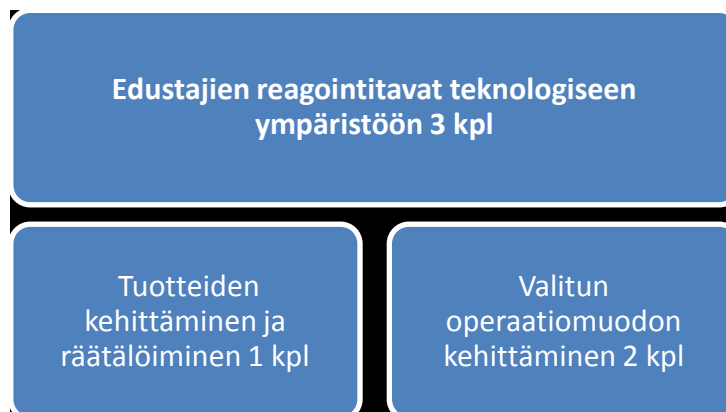 Edustajien reagointitavat teknologiseen
ympäristöön 3 kpl
Tuotteiden
kehittäminen ja
räätälöiminen 1 kpl
Valitun
operaatiomuodon
kehittäminen 2 kpl